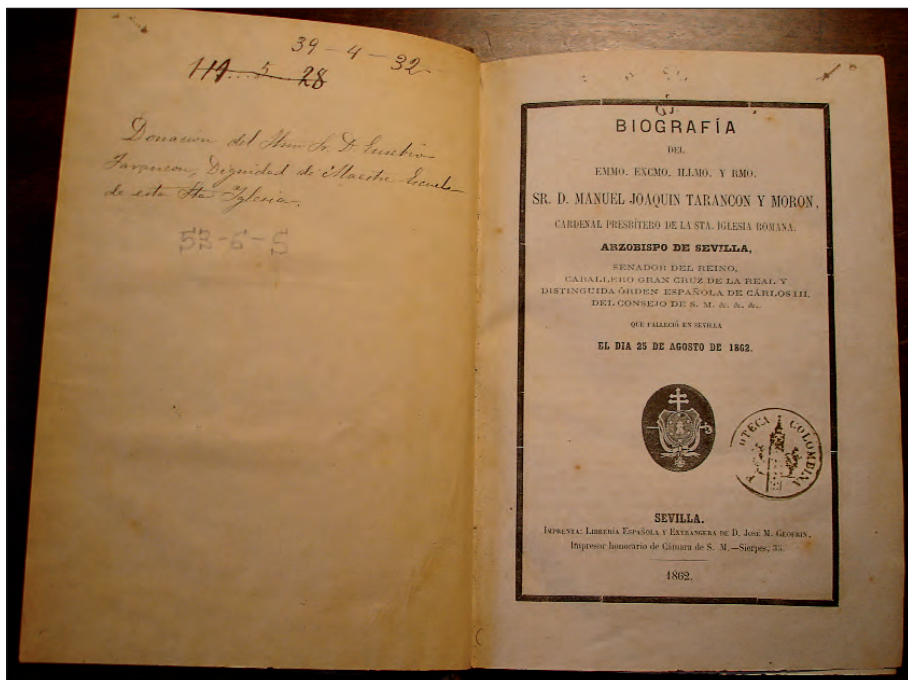 39-4-32
119..5..28
Donacion del Ilmo Sr. D. Eusebio
Tarancon, Dignidad de Maestre Escuela
de esta Sta Iglesia.
53-6-5
BIOGRAFÍA
DEL
EMMO. EXCMO. ILLMO. Y RMO.
SR. D. MANUEL JOAQUIN TARANCON Y MORON,
CARDENAL PRESBÍTERO DE LA STA. IGLESIA ROMANA.
ARZOBISPO DE SEVILLA,
SENADOR DEL REINO,
CABALLERO GRAN CRUZ DE LA REAL Y
DISTINGUIDA ÓRDEN ESPAÑOLA DE CÁRLOS III,
DEL CONSEJO DE S. M. &. &. &.
QUE FALLECIÓ EN SEVILLA
EL DIA 25 DE AGOSTO DE 1862.
OTECA COLOMBIN
SEVILLA.
IMPRENTA: LIBRERÍA ESPAÑOLA Y EXTRANGERA DE D. JOSÉ M. GEOFRIN,
Impresor honorario de Cámara de S. M.—Sierpes, 35.
1862.